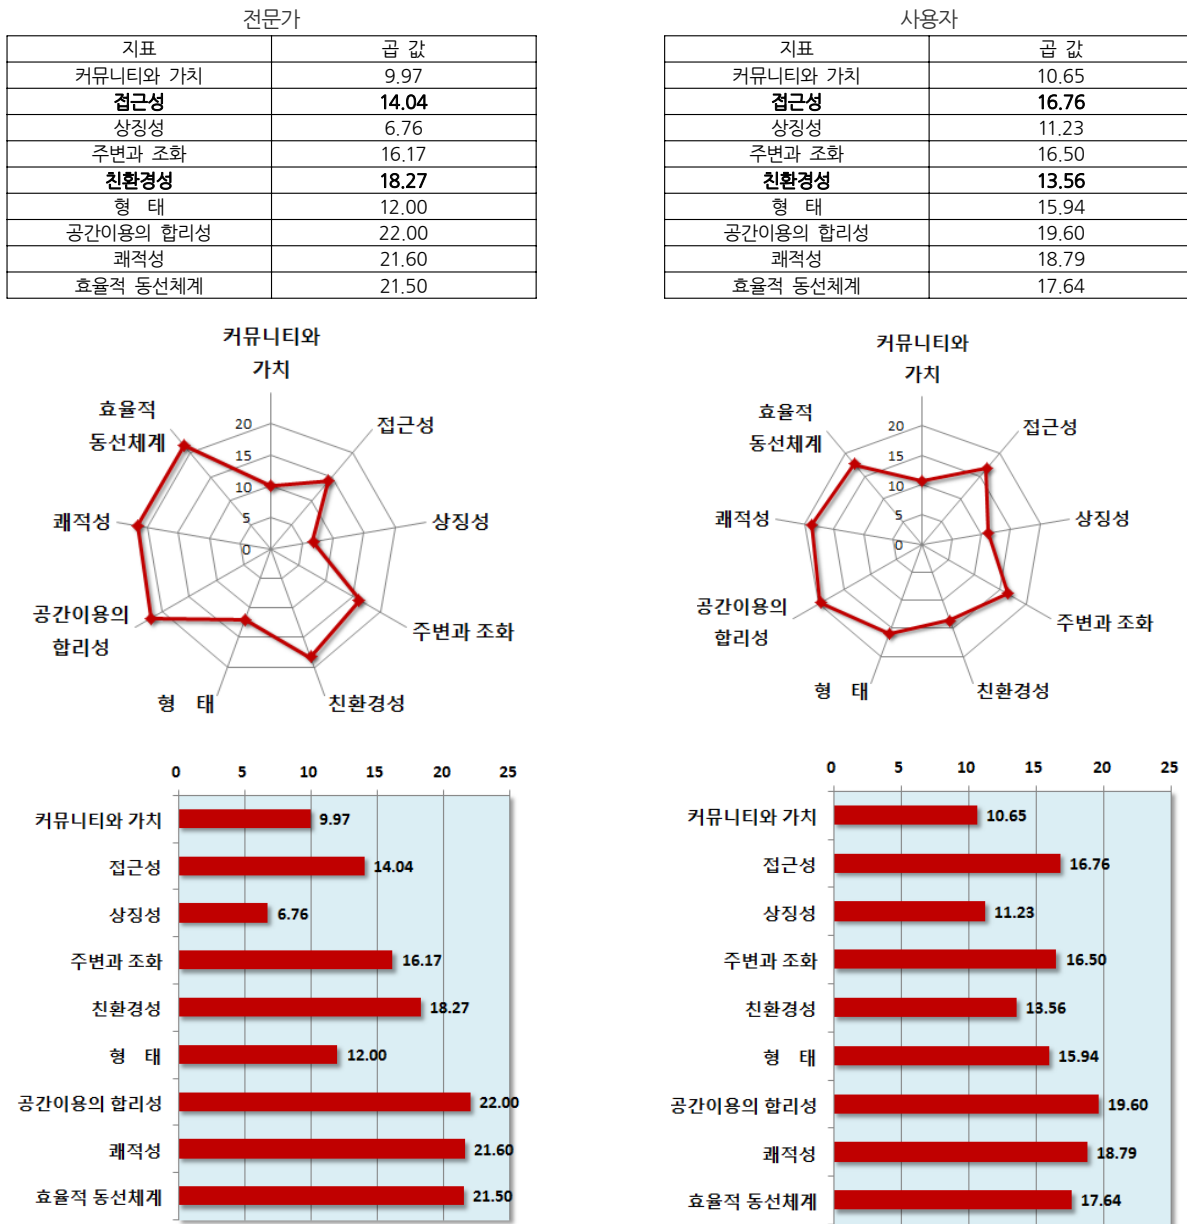 전문가
지표 곱 값
커뮤니티와 가치 9.97
접근성 14.04
상징성 6.76
주변과 조화 16.17
친환경성 18.27
형 태 12.00
공간이용의 합리성 22.00
쾌적성 21.60
효율적 동선체계 21.50
사용자
지표 곱 값
커뮤니티와 가치 10.65
접근성 16.76
상징성 11.23
주변과 조화 16.50
친환경성 13.56
형 태 15.94
공간이용의 합리성 19.60
쾌적성 18.79
효율적 동선체계 17.64
커뮤니티와
가치
접근성
상징성
주변과 조화
친환경성
형 태
공간이용의
합리성
쾌적성
효율적
동선체계
20
15
10
5
0
커뮤니티와
가치
접근성
상징성
주변과 조화
친환경성
형 태
공간이용의
합리성
쾌적성
효율적
동선체계
20
15
10
5
0
0 5 10 15 20 25
커뮤니티와 가치 9.97
접근성 14.04
상징성 6.76
주변과 조화 16.17
친환경성 18.27
형 태 12.00
공간이용의 합리성 22.00
쾌적성 21.60
효율적 동선체계 21.50
0 5 10 15 20 25
커뮤니티와 가치 10.65
접근성 16.76
상징성 11.23
주변과 조화 16.50
친환경성 13.56
형 태 15.94
공간이용의 합리성 19.60
쾌적성 18.79
효율적 동선체계 17.64